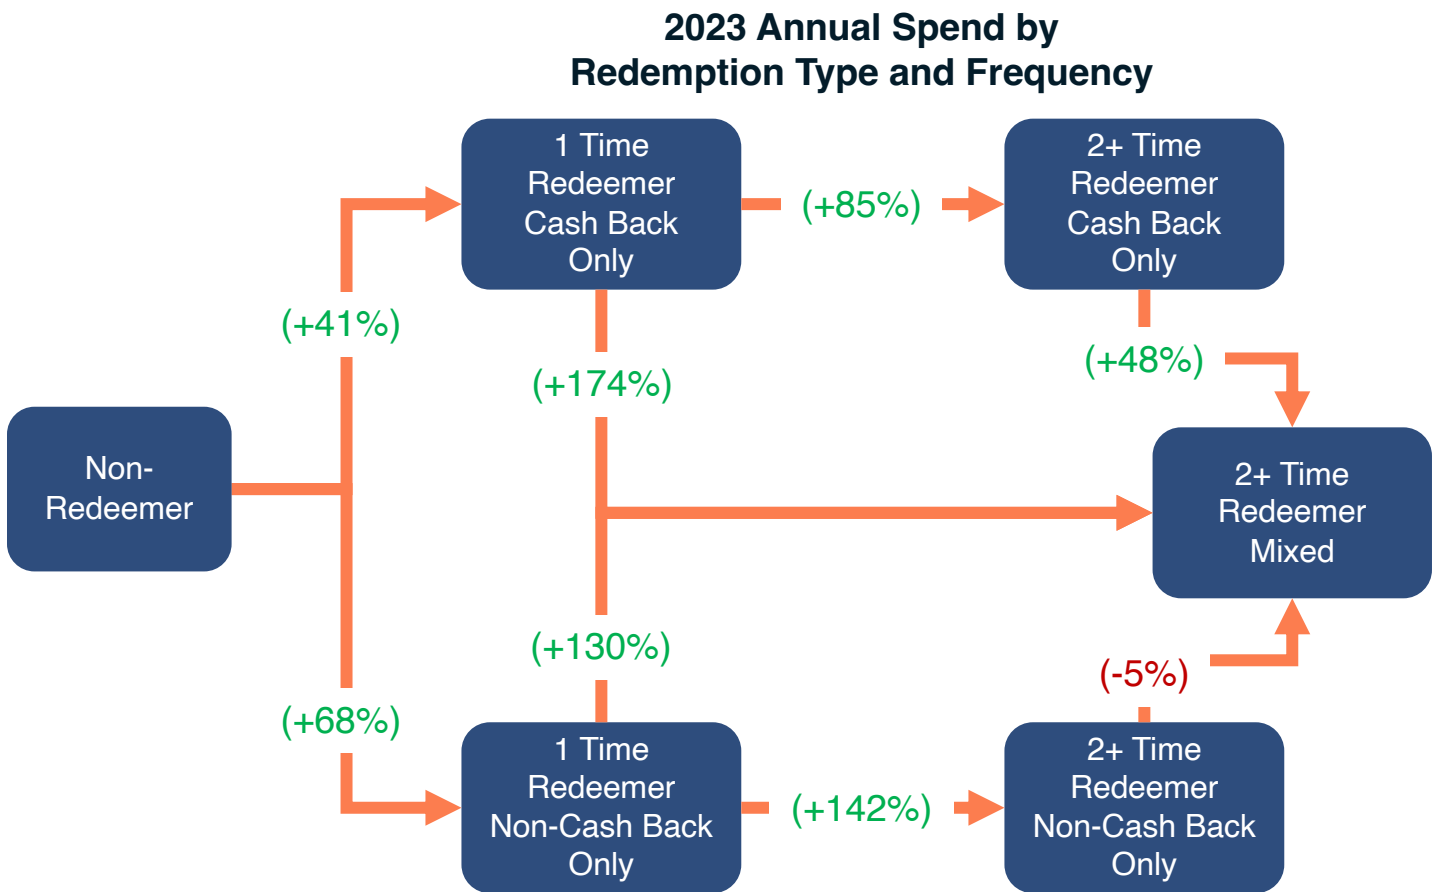 2023 Annual Spend by
Redemption Type and Frequency
1 Time
Redeemer
Cash Back
Only
(+85%)
2+ Time
Redeemer
Cash Back
Only
(+41%)
(+174%)
(+48%)
Non-
Redeemer
2+ Time
Redeemer
Mixed
(+130%)
(-5%)
(+68%)
1 Time
Redeemer
Non-Cash Back
Only
(+142%)
2+ Time
Redeemer
Non-Cash Back
Only